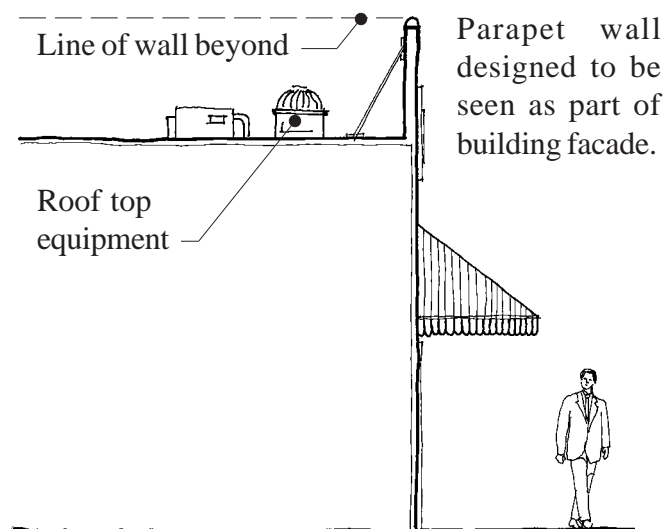 Line of wall beyond
Parapet wall
designed to be
seen as part of
building facade.
Roof top
equipment